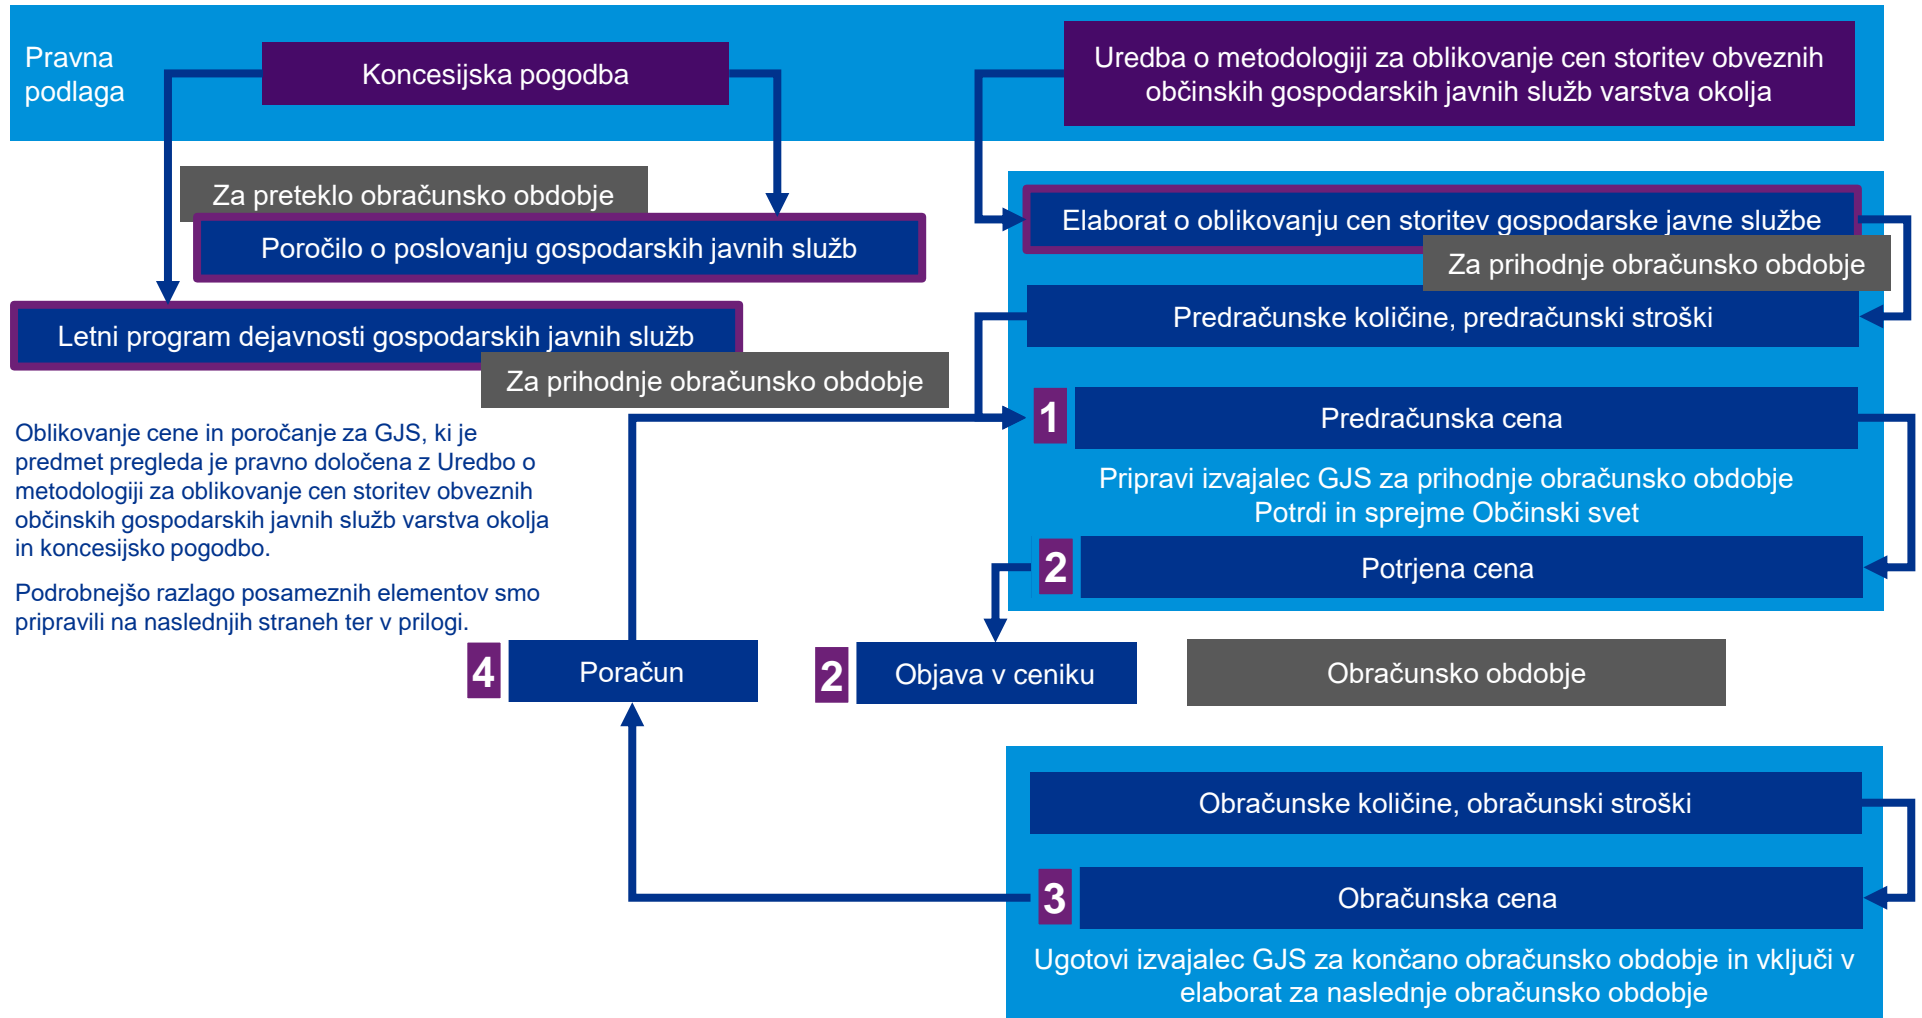 Pravna
podlaga
Koncesijska pogodba
Uredba o metodologiji za oblikovanje cen storitev obveznih
občinskih gospodarskih javnih služb varstva okolja
Za preteklo obračunsko obdobje
Poročilo o poslovanju gospodarskih javnih služb
Letni program dejavnosti gospodarskih javnih služb
Za prihodnje obračunsko obdobje
Elaborat o oblikovanju cen storitev gospodarske javne službe
Za prihodnje obračunsko obdobje
Predračunske količine, predračunski stroški
1
Predračunska cena
Pripravi izvajalec GJS za prihodnje obračunsko obdobje
Potrdi in sprejme Občinski svet
2
Potrjena cena
Oblikovanje cene in poročanje za GJS, ki je
predmet pregleda je pravno določena z Uredbo o
metodologiji za oblikovanje cen storitev obveznih
občinskih gospodarskih javnih služb varstva okolja
in koncesijsko pogodbo.
Podrobnejšo razlago posameznih elementov smo
pripravili na naslednjih straneh ter v prilogi.
4
Poračun
2
Objava v ceniku
Obračunsko obdobje
Obračunske količine, obračunski stroški
3
Obračunska cena
Ugotovi izvajalec GJS za končano obračunsko obdobje in vključi v
elaborat za naslednje obračunsko obdobje